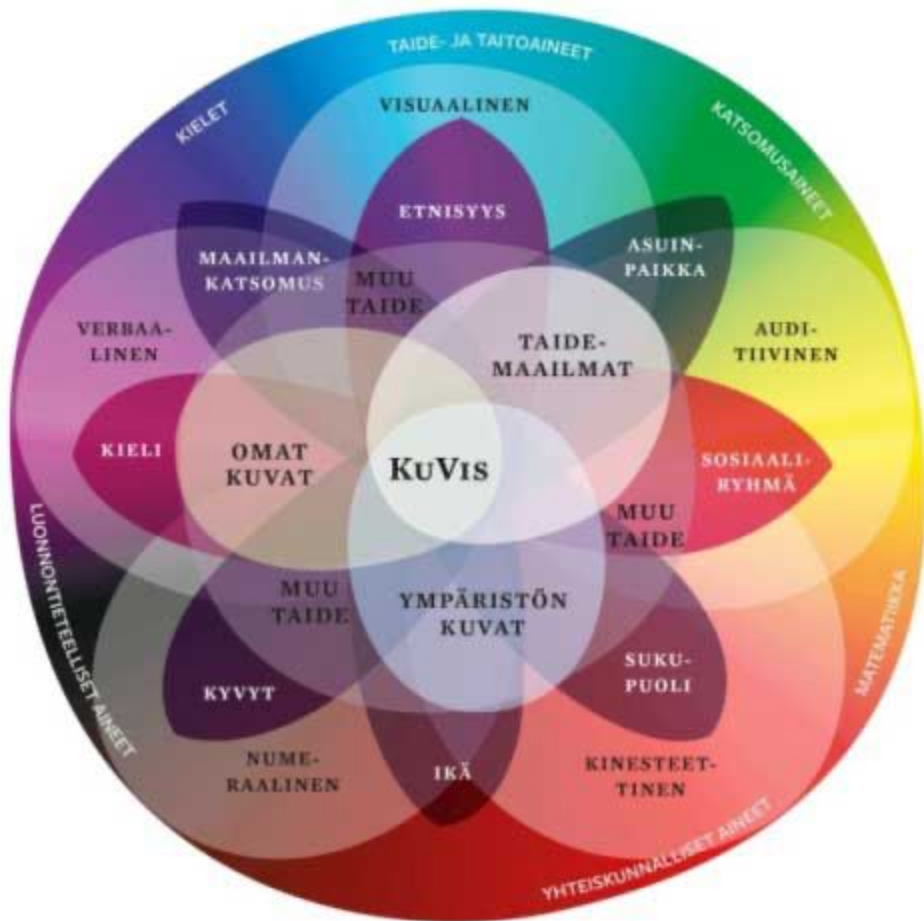 TAIDE- JA TAITOAINEET
KIELET
KATSOMUSAINEET
VISUAALINEN
ETNISYYS
MAAILMAN-
KATSOMUS
MUU
TAIDE
ASUIN-
PAIKKA
VERBAA-
LINEN
TAIDE-
MAAILMAT
AUDI-
TIIVINEN
KIELI
OMAT
KUVAT
KUVIS
SOSIAALI-
RYHMÄ
MUU
TAIDE
LUONNONTIETEELLISET AINEET
MUU
TAIDE
YMPÄRISTÖN
KUVAT
MATEMATIIKKA
KYVYT
SUKU-
PUOLI
NUME-
RAALINEN
IKÄ
KINESTEET-
TINEN
YHTEISKUNNALLISET AINEET